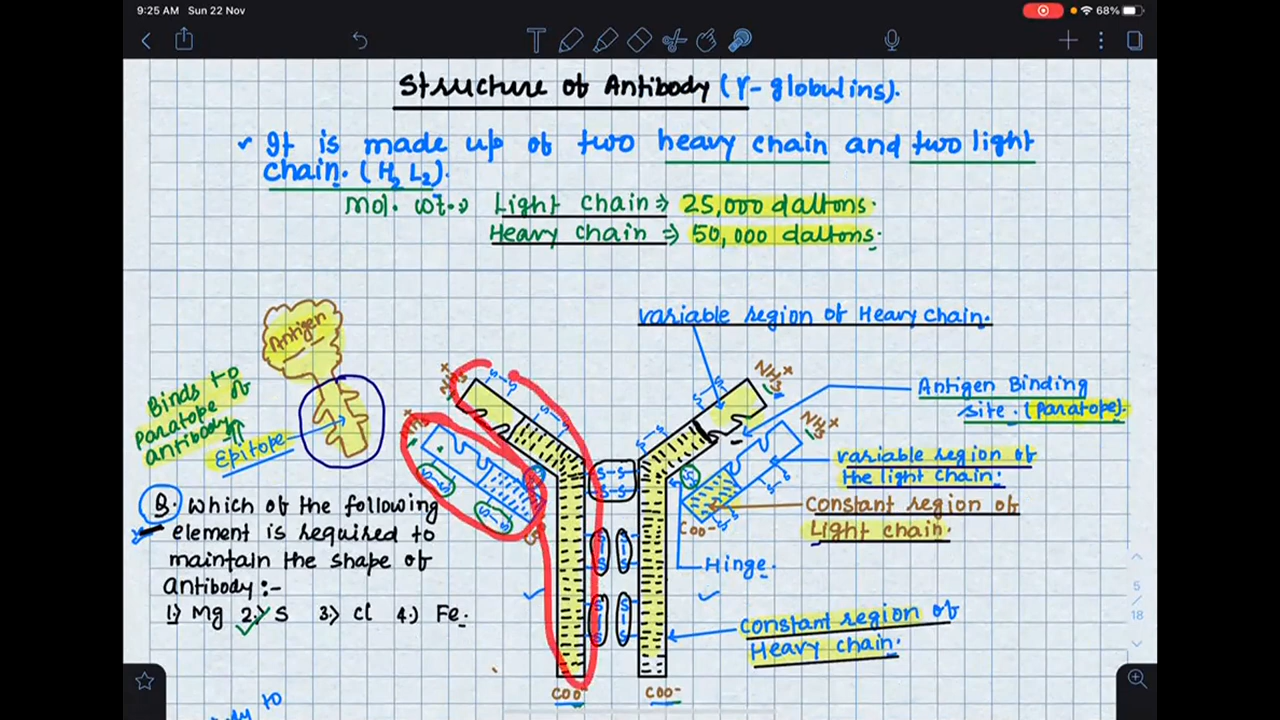 9:25 AM Sun 22 Nov
68%
Structure of Antibody (γ- globulins).
✓ It is made up of two heavy chain and two light
chain. (H2 L2).
Mol. wt.⇒ Light chain ⇒ 25,000 daltons.
Heavy chain ⇒ 50,000 daltons.
variable region of Heavy chain.
Antigen
Binds to
Paratope of
antibody
Epitope
NH3+
NH3+
NH3+
NH3+
S-S
S-S
S-S
S-S
S-S
S-S
S-S
S-S
S-S
S-S
Antigen Binding
site. (Paratope).
variable region of
the light chain.
Constant region of
Light chain.
COO-
Hinge.
Q. Which of the following
element is required to
maintain the shape of
antibody :-
1.) Mg 2.) S 3.) Cl 4.) Fe.
Constant region of
Heavy chain.
COO-
COO-
5
/
18
to